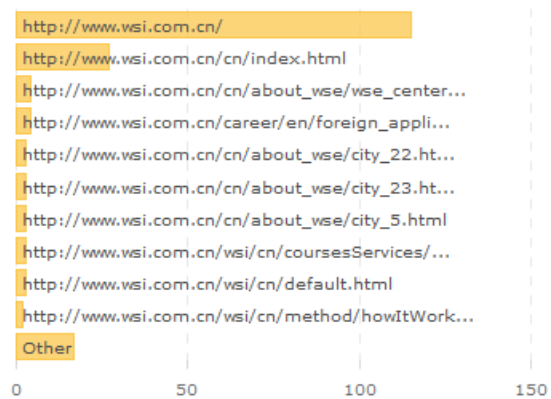 http://www.wsi.com.cn/
http://www.wsi.com.cn/cn/index.html
http://www.wsi.com.cn/cn/about_wse/wse_center...
http://www.wsi.com.cn/career/en/foreign_appli...
http://www.wsi.com.cn/cn/about_wse/city_22.ht...
http://www.wsi.com.cn/cn/about_wse/city_23.ht...
http://www.wsi.com.cn/cn/about_wse/city_5.html
http://www.wsi.com.cn/wsi/cn/coursesServices/...
http://www.wsi.com.cn/wsi/cn/default.html
http://www.wsi.com.cn/wsi/cn/method/howItWork...
Other
0 50 100 150